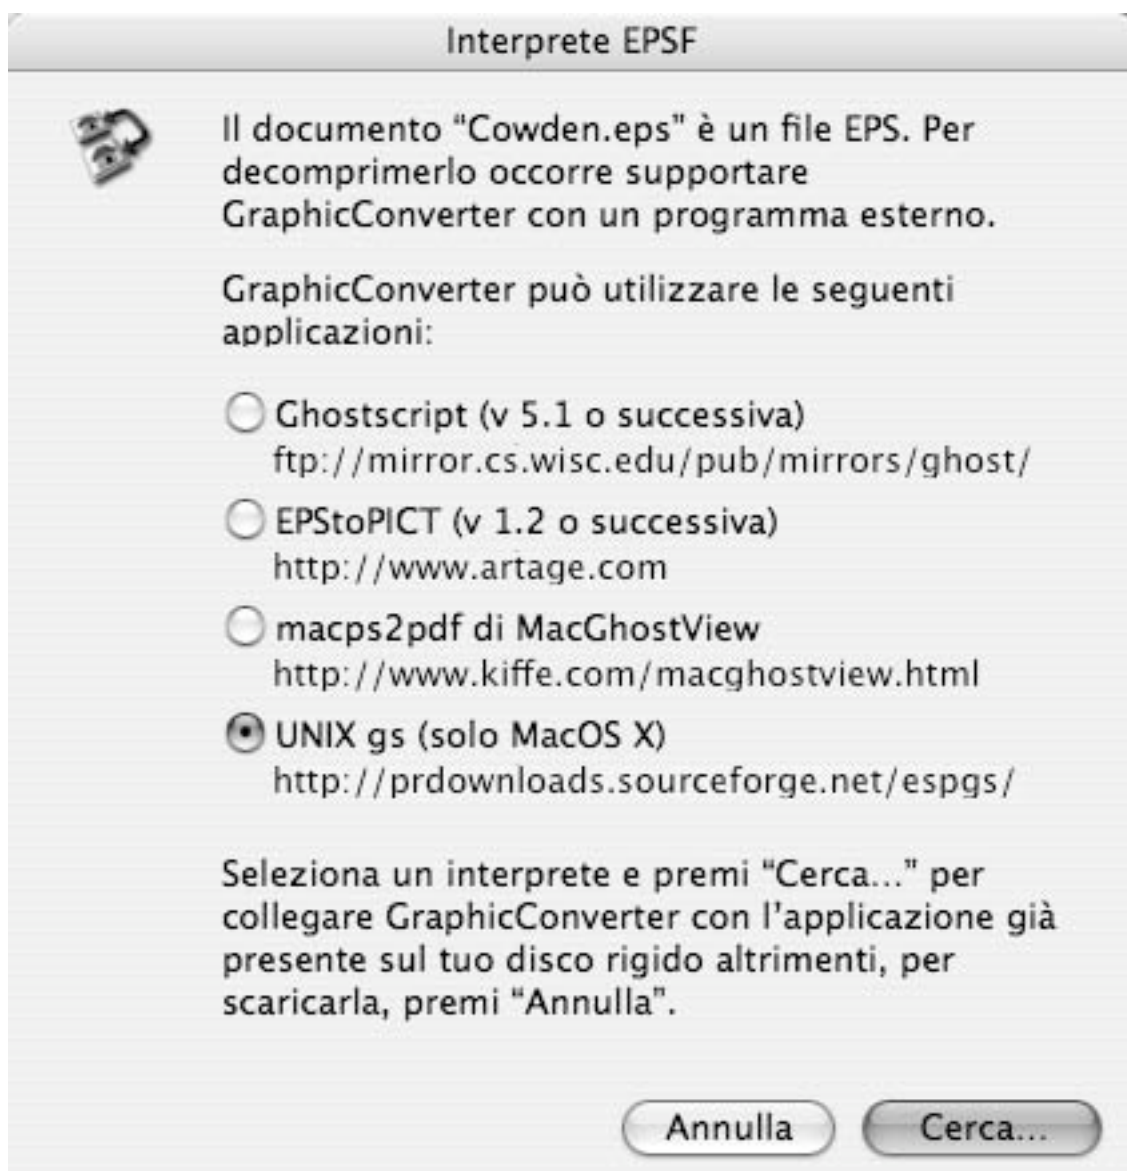 Interprete EPSF
Il documento “Cowden.eps” è un file EPS. Per
decomprimerlo occorre supportare
GraphicConverter con un programma esterno.
GraphicConverter può utilizzare le seguenti
applicazioni:
Ghostscript (v 5.1 o successiva)
ftp://mirror.cs.wisc.edu/pub/mirrors/ghost/
EPStoPICT (v 1.2 o successiva)
http://www.artage.com
macps2pdf di MacGhostView
http://www.kiffe.com/macghostview.html
UNIX gs (solo MacOS X)
http://prdownloads.sourceforge.net/espgs/
Seleziona un interprete e premi “Cerca...” per
collegare GraphicConverter con l'applicazione già
presente sul tuo disco rigido altrimenti, per
scaricarla, premi “Annulla”.
Annulla
Cerca...